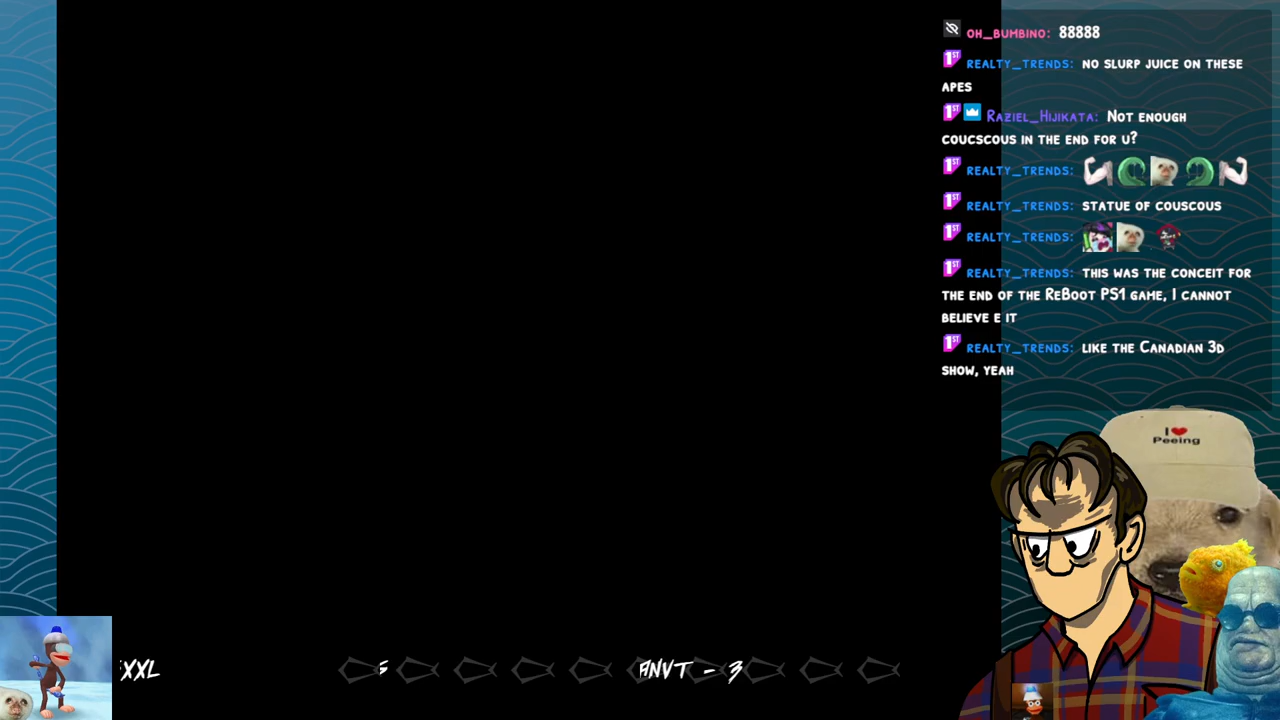 OH_BUMBINO: 88888
REALTY_TRENDS: NO SLURP JUICE ON THESE
APES
RAZIEL_HIJIKATA: NOT ENOUGH
COUCSCOUS IN THE END FOR U?
REALTY_TRENDS:
REALTY_TRENDS: STATUE OF COUSCOUS
REALTY_TRENDS:
REALTY_TRENDS: THIS WAS THE CONCEIT FOR
THE END OF THE REBOOT PS1 GAME, I CANNOT
BELIEVE E IT
REALTY_TRENDS: LIKE THE CANADIAN 3D
SHOW, YEAH
I❤
Peeing
XXL
ANVT - 3